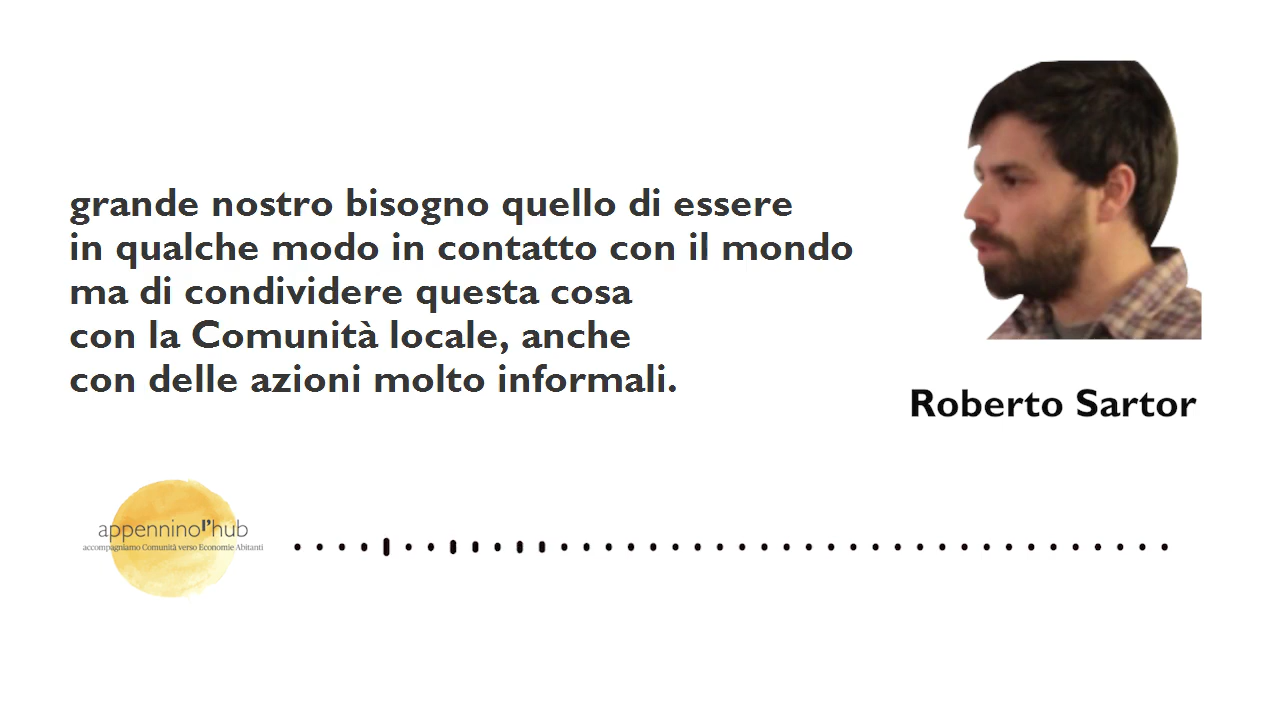 grande nostro bisogno quello di essere
in qualche modo in contatto con il mondo
ma di condividere questa cosa
con la Comunità locale, anche
con delle azioni molto informali.
Roberto Sartor
appenninol'hub
accompagniamo Comunità verso Economie Abitanti